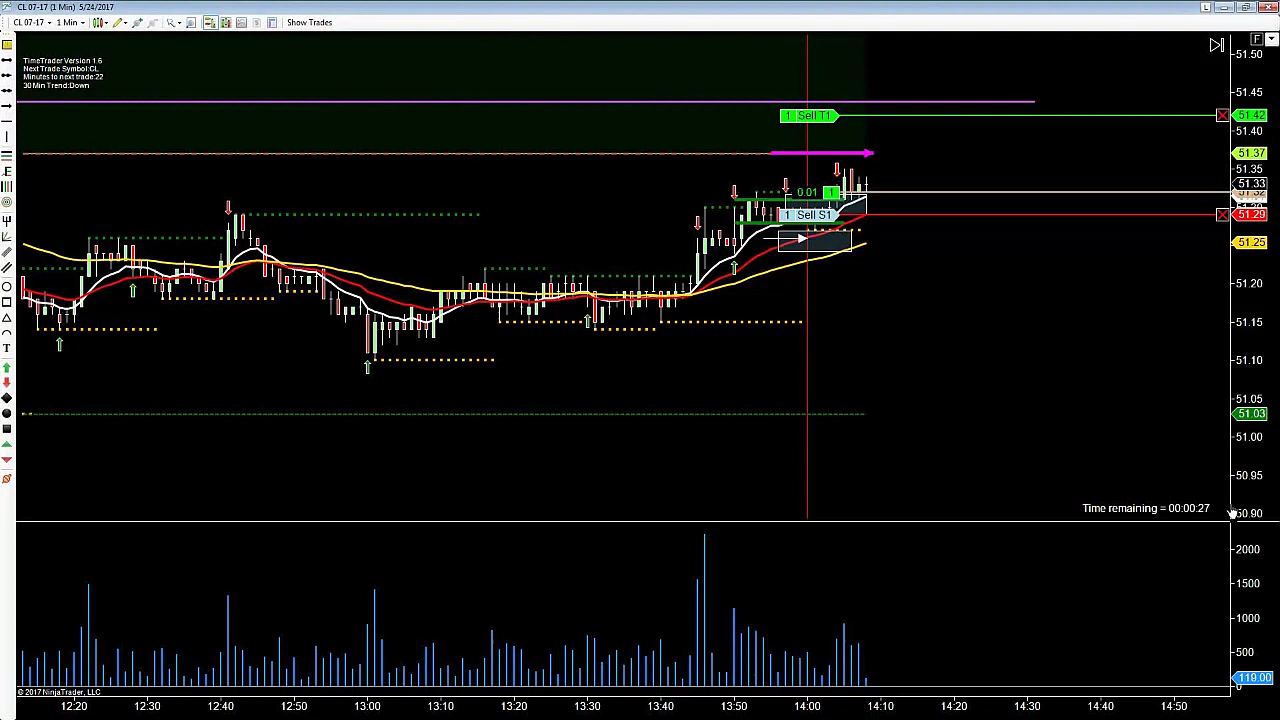 CL 07-17 (1 Min) 5/24/2017
L
CL 07-17 1 Min $ Show Trades
F
TimeTrader Version 1.6
Next Trade Symbol:CL
Minutes to next trade:22
30 Min Trend:Down
1 Sell T1
0.01 1
1 Sell S1
51.50
51.45
51.42
51.40
51.37
51.35
51.33
51.29
51.25
51.20
51.15
51.10
51.05
51.03
51.00
50.95
50.90
Time remaining = 00:00:27
2000
1500
1000
500
118.00
0
© 2017 NinjaTrader, LLC
12:20 12:30 12:40 12:50 13:00 13:10 13:20 13:30 13:40 13:50 14:00 14:10 14:20 14:30 14:40 14:50
T